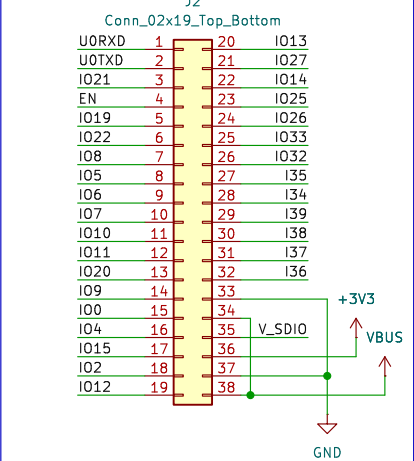 J2
Conn_02x19_Top_Bottom
U0RXD 1 20 IO13
U0TXD 2 21 IO27
IO21 3 22 IO14
EN 4 23 IO25
IO19 5 24 IO26
IO22 6 25 IO33
IO8 7 26 IO32
IO5 8 27 I35
IO6 9 28 I34
IO7 10 29 I39
IO10 11 30 I38
IO11 12 31 I37
IO20 13 32 I36
IO9 14 33 +3V3
IO0 15 34
IO4 16 35 V_SDIO VBUS
IO15 17 36
IO2 18 37
IO12 19 38
GND